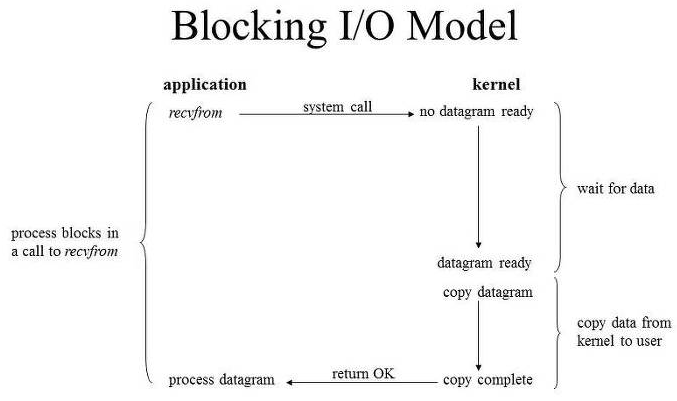 Blocking I/O Model
application
kernel
recvfrom
system call
no datagram ready
wait for data
process blocks in
a call to recvfrom
datagram ready
copy datagram
copy data from
kernel to user
process datagram
return OK
copy complete